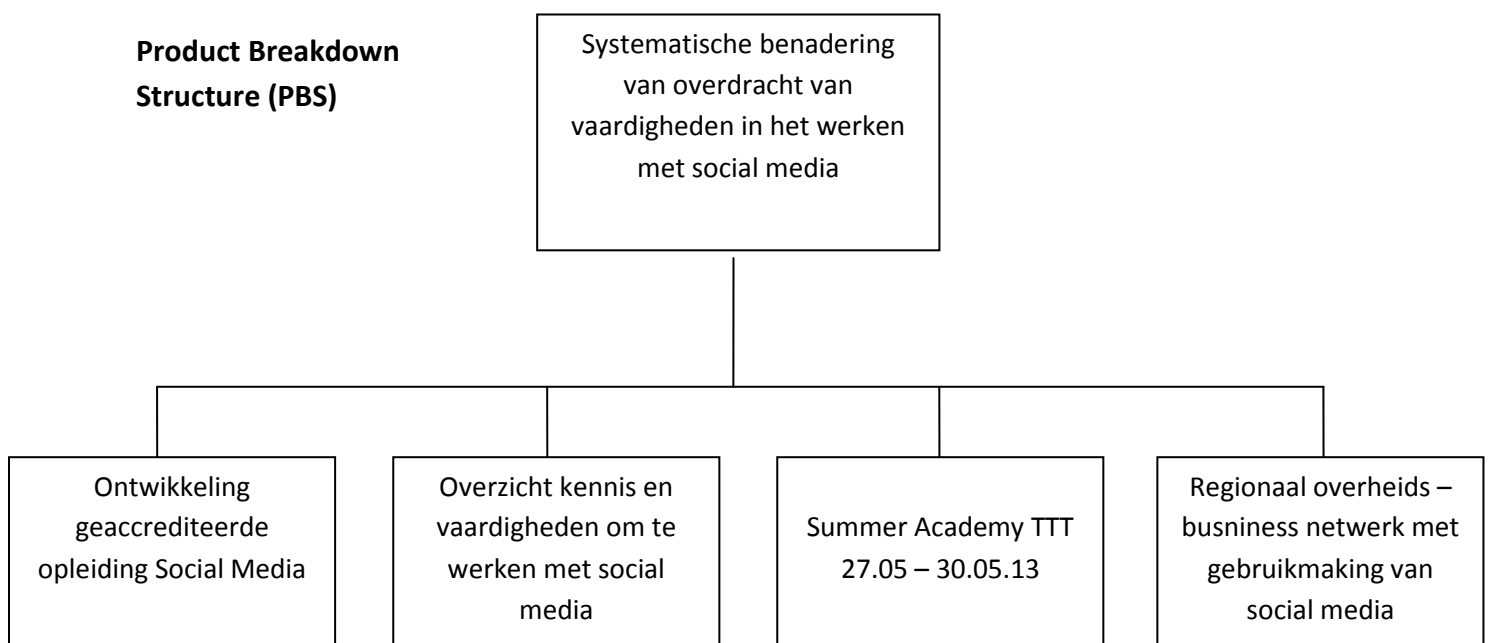 Product Breakdown
Structure (PBS)
Systematische benadering
van overdracht van
vaardigheden in het werken
met social media
Ontwikkeling
geaccrediteerde
opleiding Social Media
Overzicht kennis en
vaardigheden om te
werken met social
media
Summer Academy TTT
27.05 – 30.05.13
Regionaal overheids –
busniness netwerk met
gebruikmaking van
social media